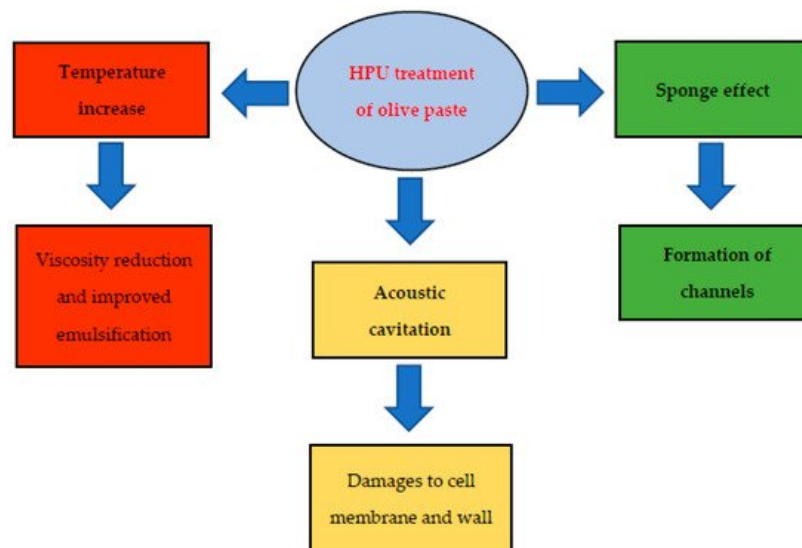 HPU treatment
of olive paste
Temperature
increase
Viscosity reduction
and improved
emulsification
Acoustic
cavitation
Damages to cell
membrane and wall
Sponge effect
Formation of
channels